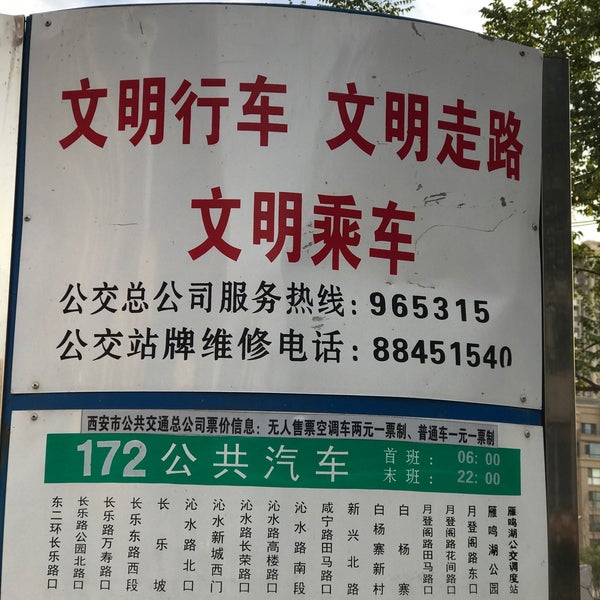 文明行车 文明走路
文明乘车
公交总公司服务热线: 965315
公交站牌维修电话: 88451540
西安市公共交通总公司票价信息: 无人售票空调车两元一票制、普通车一元一票制
172 公共汽车
首班: 06:00
末班: 22:00
东二环长乐路口
长乐路公园北路口
长乐路万寿路口
长乐东路西段
长乐坡
沁水路北口
沁水新城西门
沁水路长荣路口
沁水路高楼路口
沁水路南段
咸宁路田马路口
新兴北路
白杨寨新村
白杨寨
月登阁路田马路口
月登阁路花间路口
月登阁路东口
雁鸣湖公园
雁鸣湖公交调度站